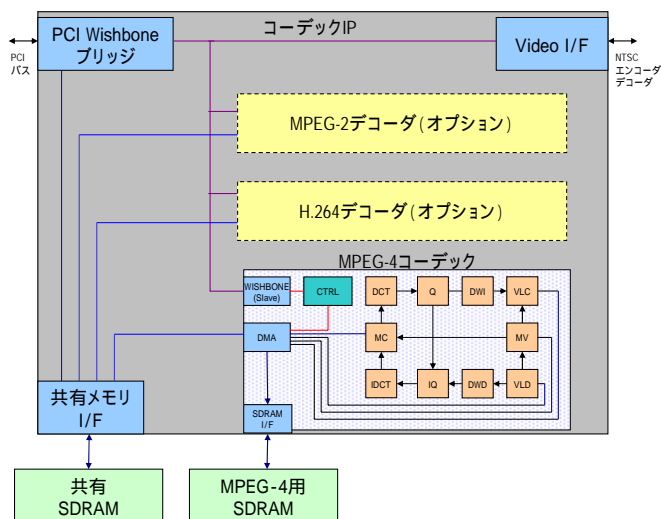 PCI Wishbone
ブリッジ
コーデックIP
Video I/F
PCI
バス
NTSC
エンコーダ
デコーダ
MPEG-2デコーダ(オプション)
H.264デコーダ(オプション)
MPEG-4コーデック
WISHBONE
(Slave)
CTRL
DCT
Q
DWI
VLC
DMA
MC
MV
IDCT
IQ
DWD
VLD
共有メモリ
I/F
SDRAM
I/F
共有
SDRAM
MPEG-4用
SDRAM